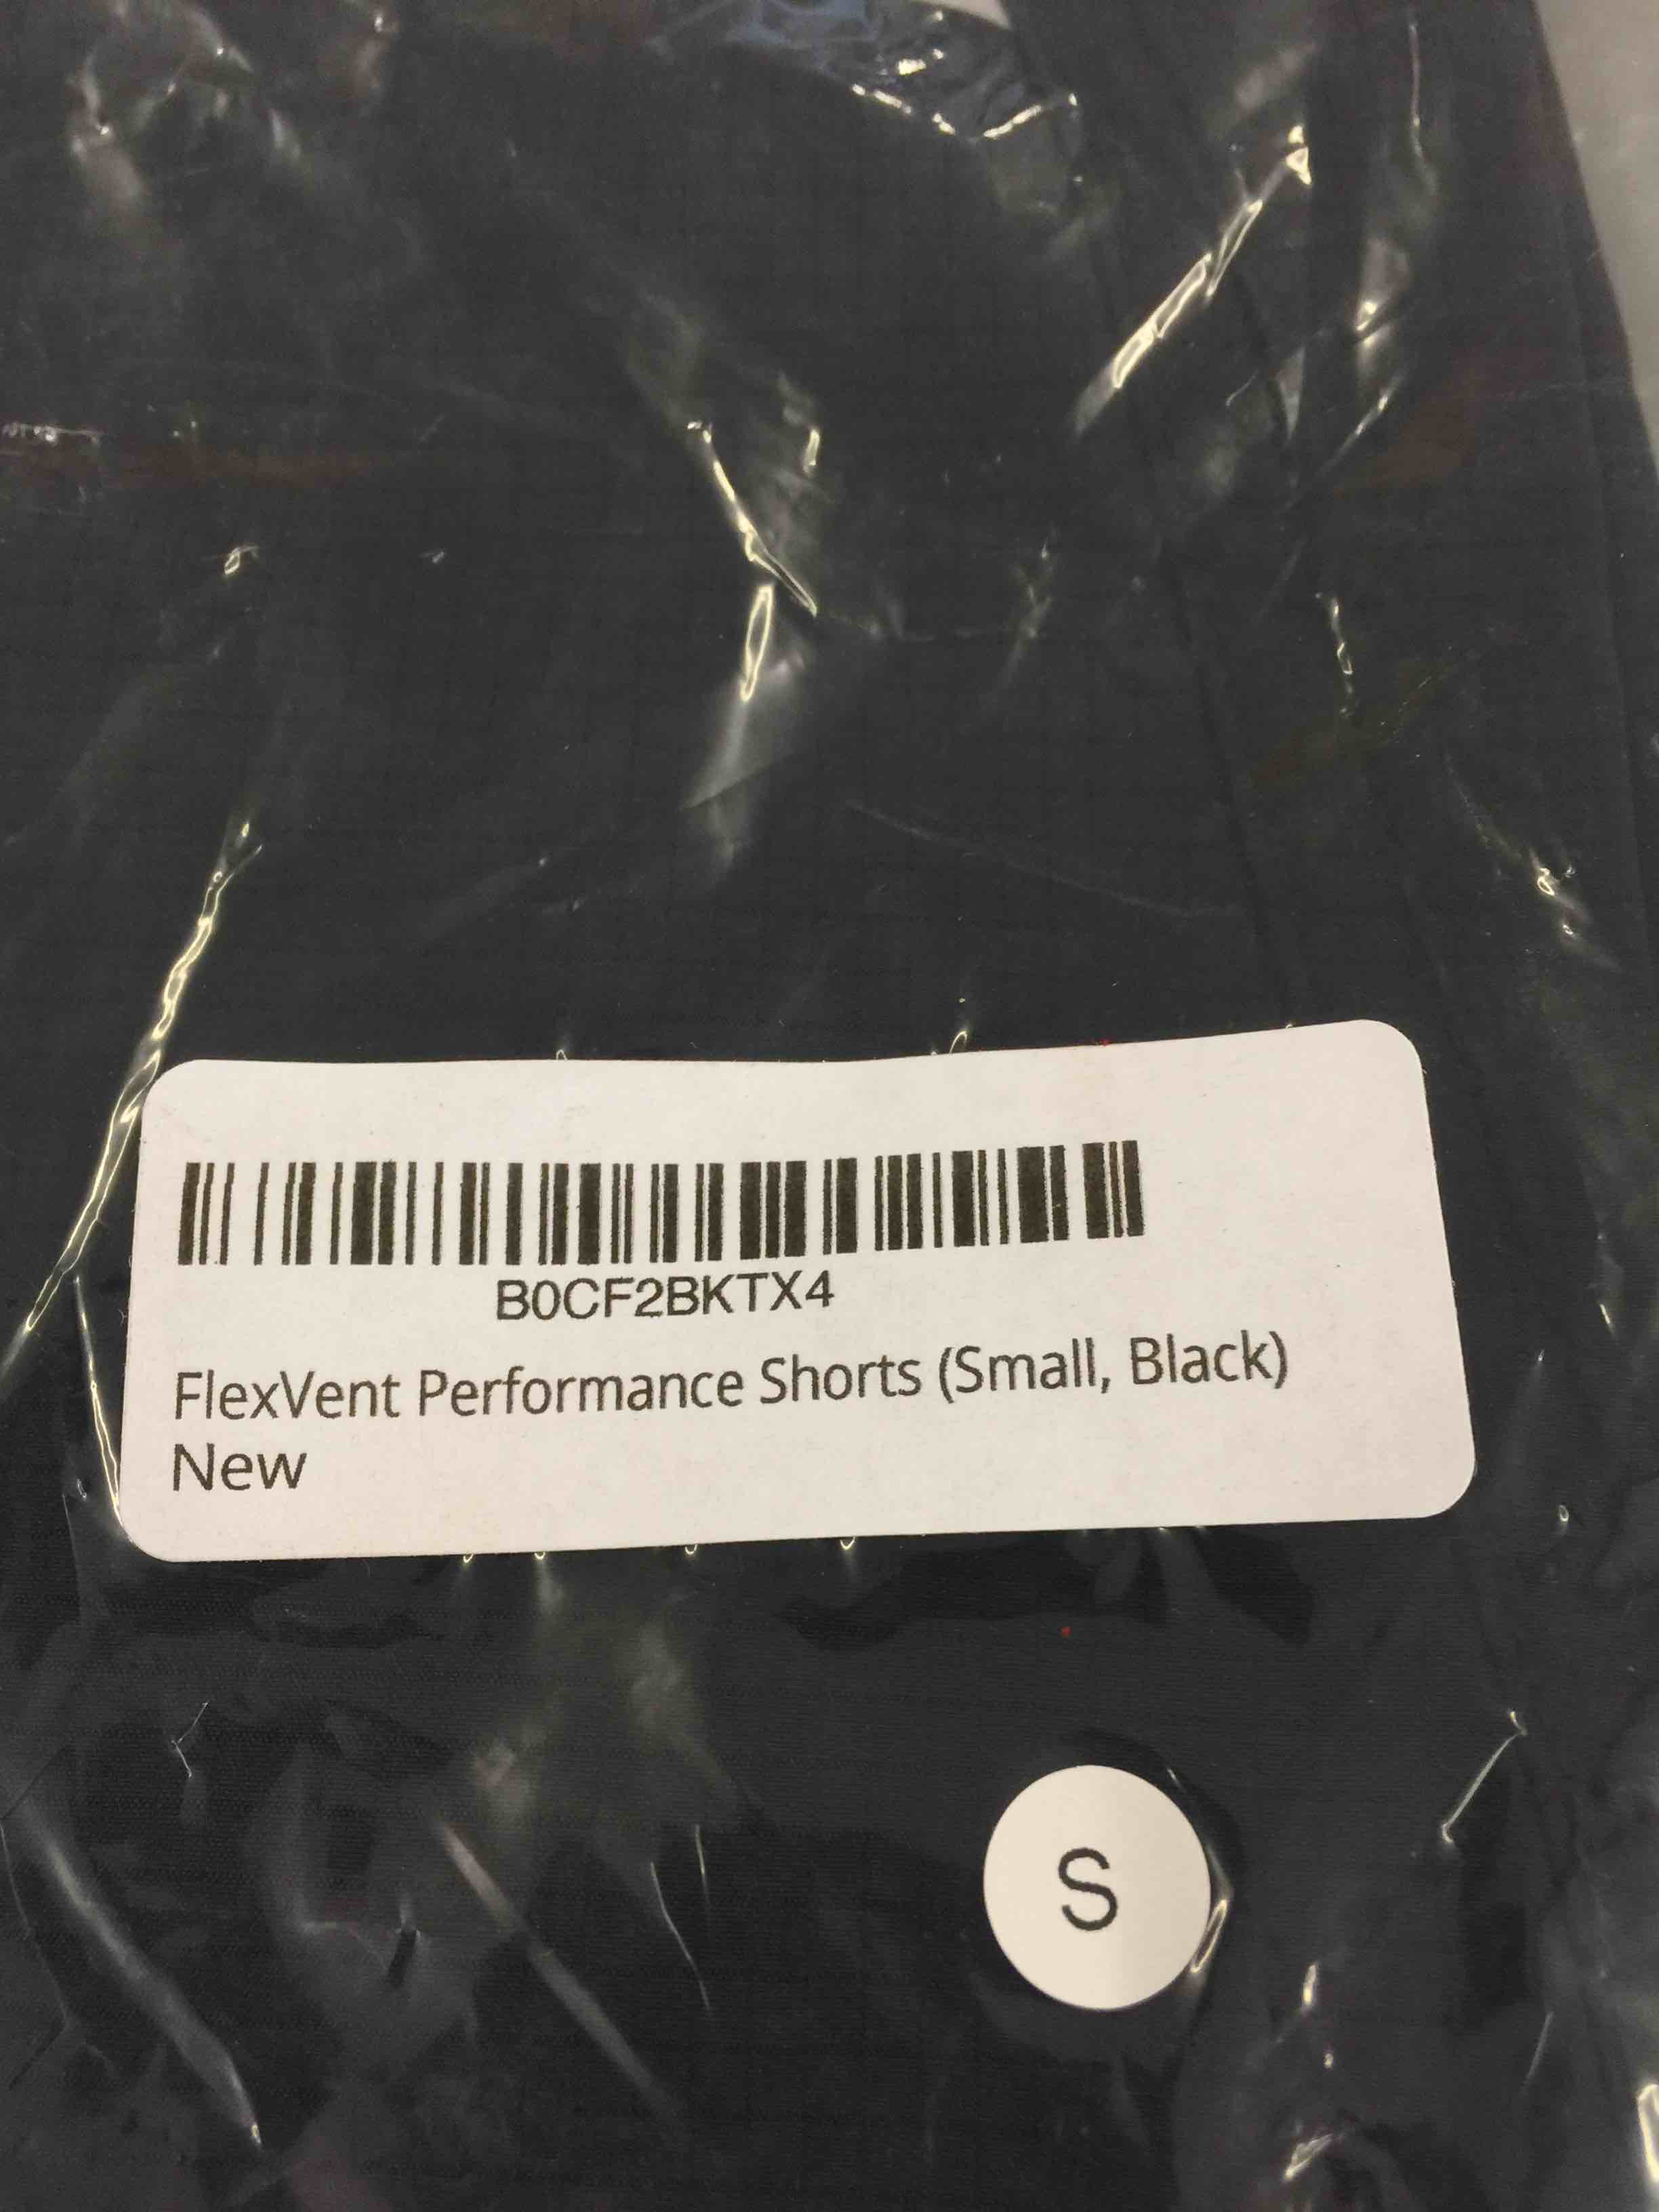 B0CF2BKTX4
FlexVent Performance Shorts (Small, Black)
New
S